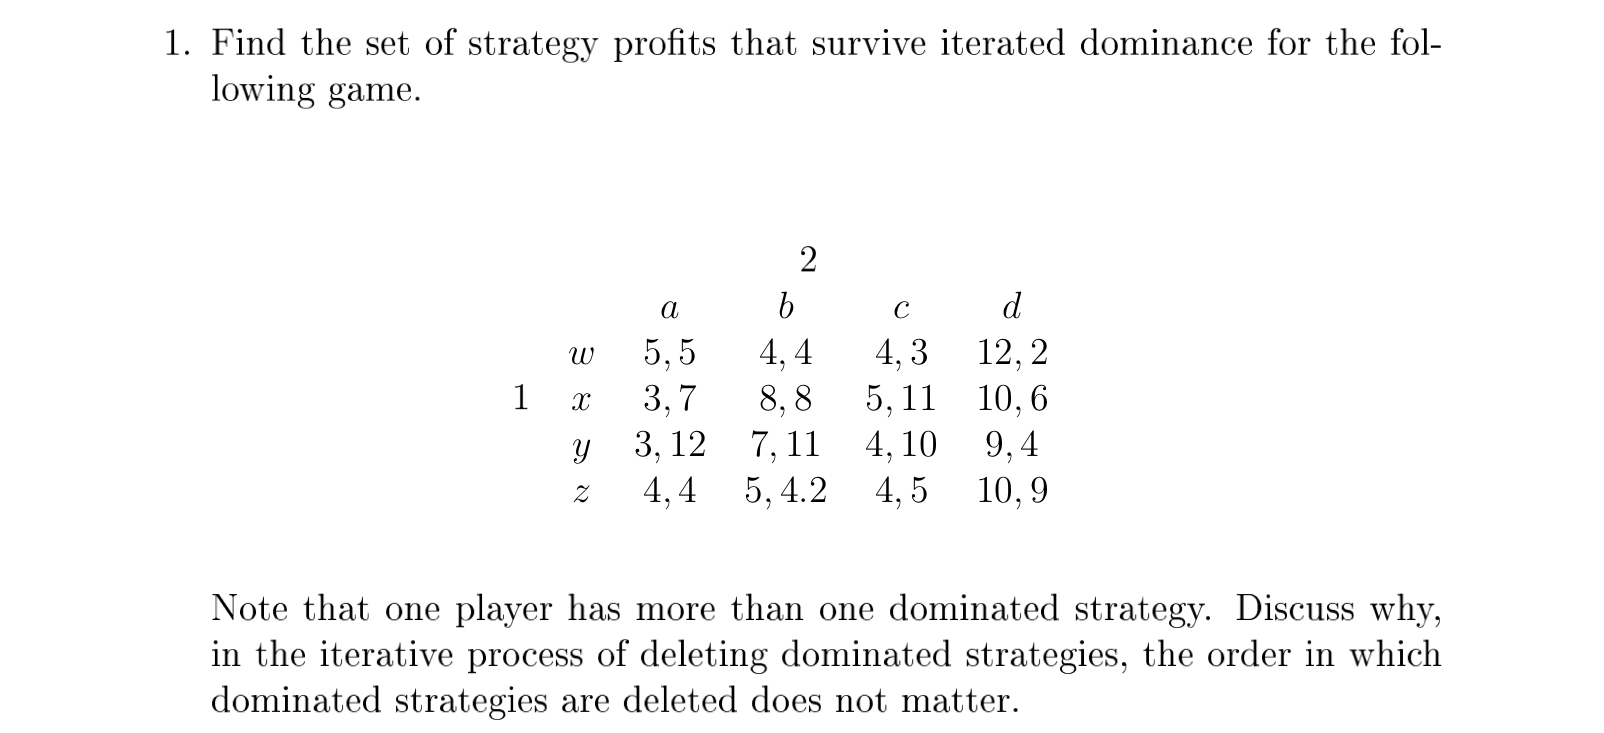 1. Find the set of strategy profits that survive iterated dominance for the fol-
lowing game.
2
a b c d
w 5, 5 4, 4 4, 3 12, 2
1 x 3, 7 8, 8 5, 11 10, 6
y 3, 12 7, 11 4, 10 9, 4
z 4, 4 5, 4.2 4, 5 10, 9
Note that one player has more than one dominated strategy. Discuss why,
in the iterative process of deleting dominated strategies, the order in which
dominated strategies are deleted does not matter.